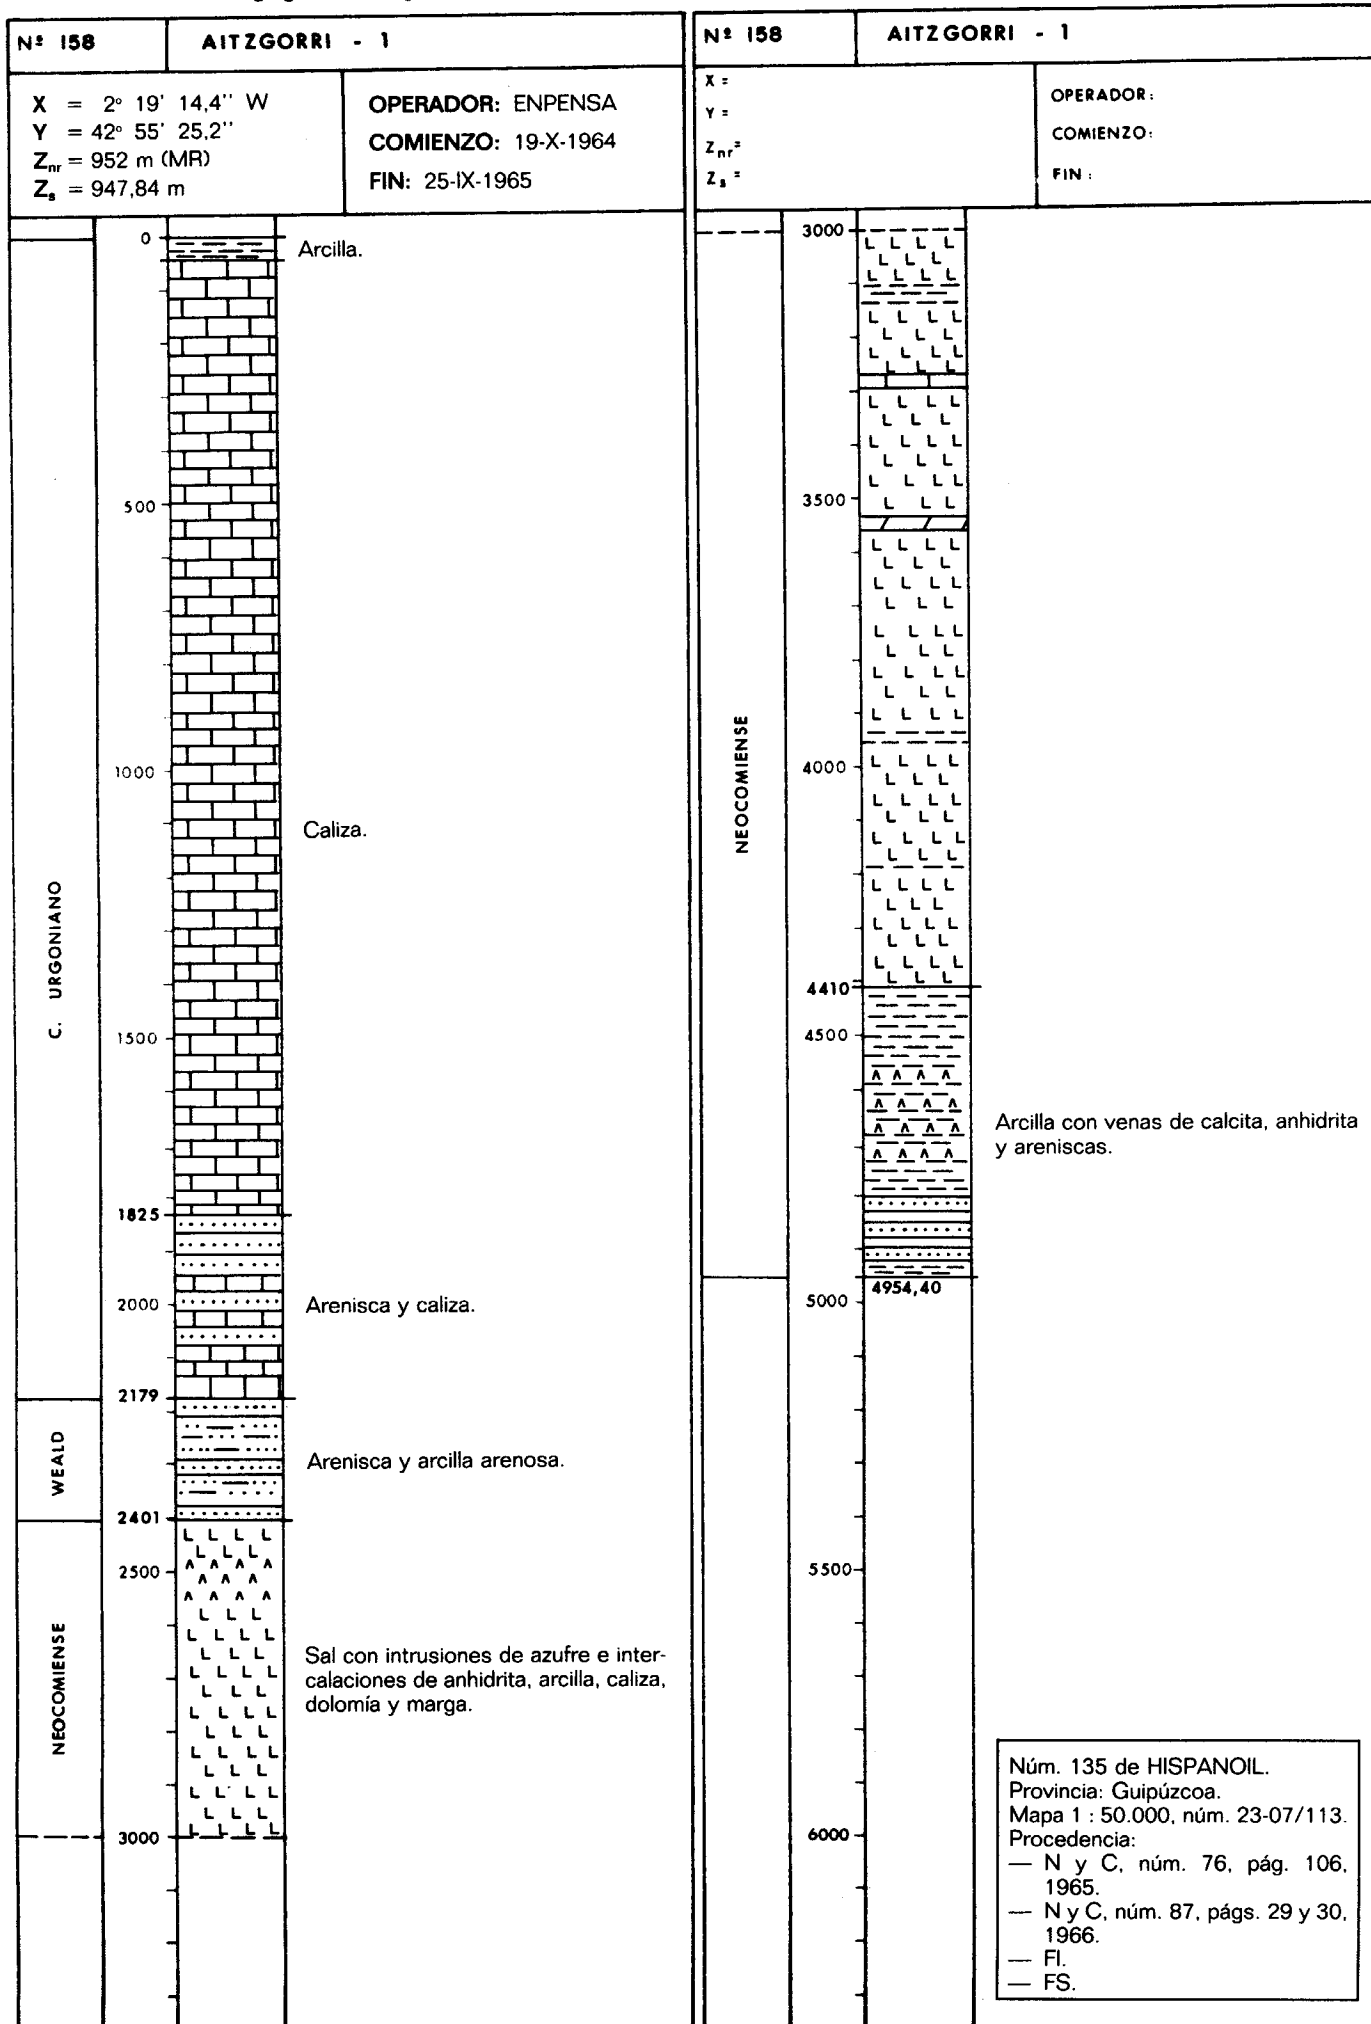 Nº 158
AITZGORRI - 1
X = 2° 19' 14,4'' W
Y = 42° 55' 25,2''
Znr = 952 m (MR)
Zs = 947,84 m
OPERADOR: ENPENSA
COMIENZO: 19-X-1964
FIN: 25-IX-1965
0
500
1000
1500
1825
2000
2179
2401
2500
3000
C. URGONIANO
WEALD
NEOCOMIENSE
Arcilla.
Caliza.
Arenisca y caliza.
Arenisca y arcilla arenosa.
Sal con intrusiones de azufre e inter-
calaciones de anhidrita, arcilla, caliza,
dolomía y marga.
Nº 158
AITZGORRI - 1
X =
Y =
Znr=
Zs =
OPERADOR:
COMIENZO:
FIN :
3000
3500
4000
4410
4500
4954,40
5000
5500
6000
NEOCOMIENSE
Arcilla con venas de calcita, anhidrita
y areniscas.
Núm. 135 de HISPANOIL.
Provincia: Guipúzcoa.
Mapa 1 : 50.000, núm. 23-07/113.
Procedencia:
— N y C, núm. 76, pág. 106,
1965.
— N y C, núm. 87, págs. 29 y 30,
1966.
— FI.
— FS.